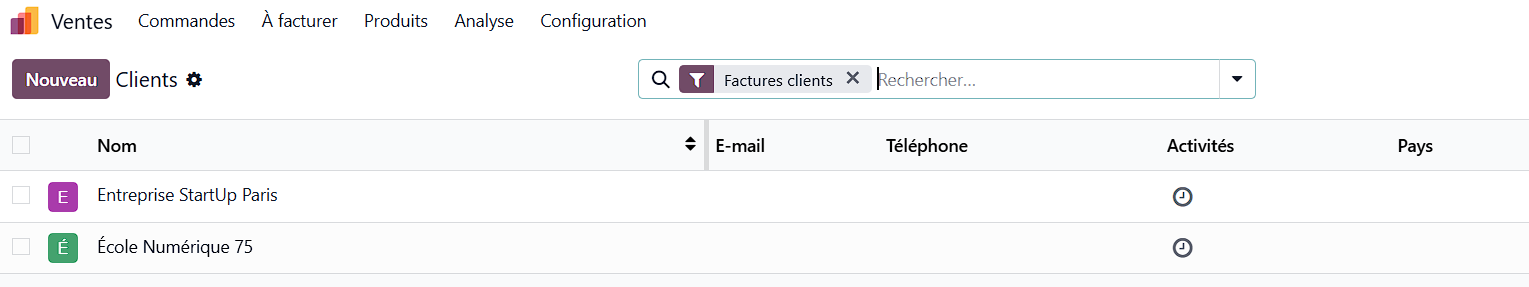 Ventes Commandes À facturer Produits Analyse Configuration
Nouveau Clients Factures clients Rechercher...
Nom E-mail Téléphone Activités Pays
E Entreprise StartUp Paris
É École Numérique 75